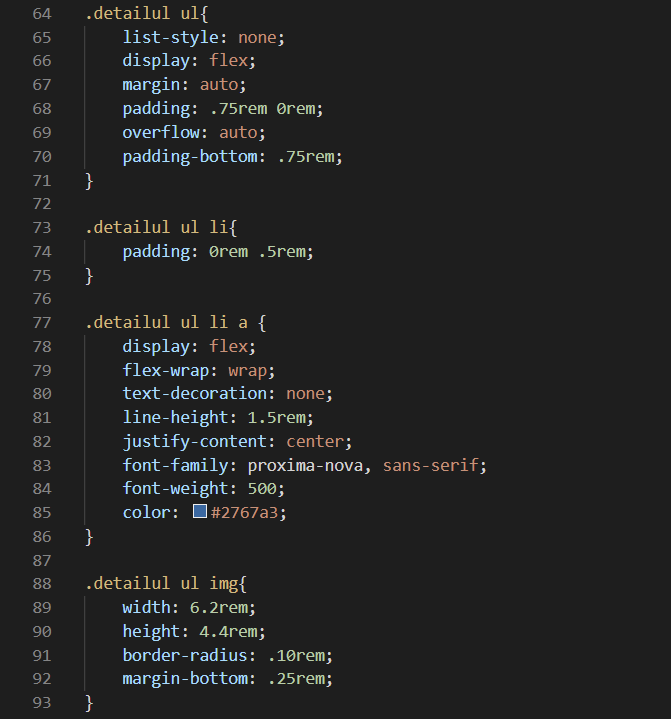 64 .detailul ul{
65     list-style: none;
66     display: flex;
67     margin: auto;
68     padding: .75rem 0rem;
69     overflow: auto;
70     padding-bottom: .75rem;
71 }
72
73 .detailul ul li{
74     padding: 0rem .5rem;
75 }
76
77 .detailul ul li a {
78     display: flex;
79     flex-wrap: wrap;
80     text-decoration: none;
81     line-height: 1.5rem;
82     justify-content: center;
83     font-family: proxima-nova, sans-serif;
84     font-weight: 500;
85     color: #2767a3;
86 }
87
88 .detailul ul img{
89     width: 6.2rem;
90     height: 4.4rem;
91     border-radius: .10rem;
92     margin-bottom: .25rem;
93 }